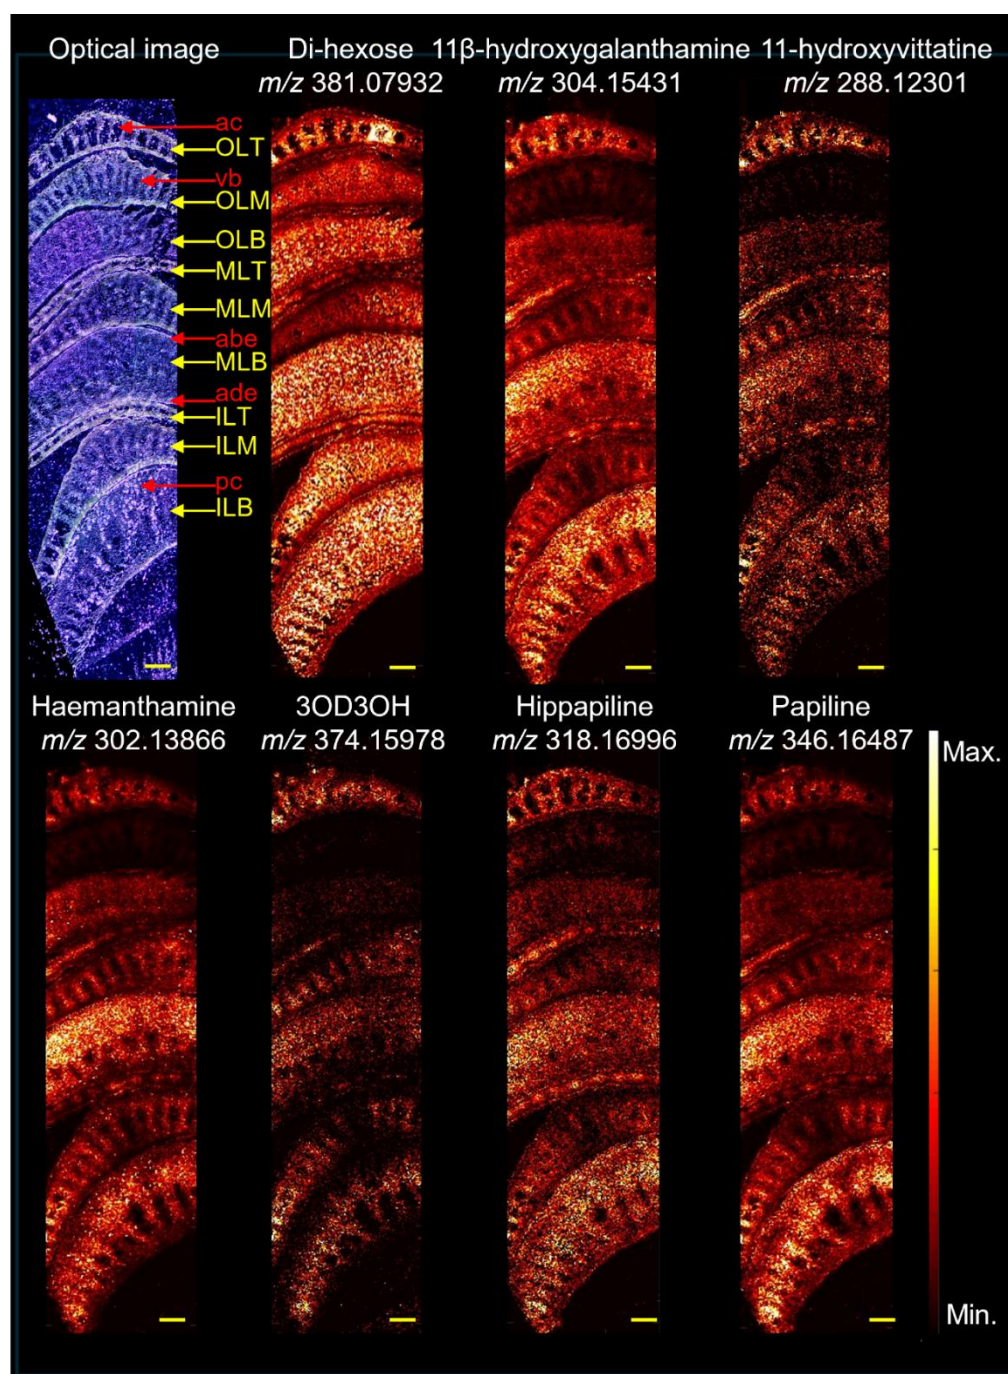 Optical image
Di-hexose
m/z 381.07932
11β-hydroxygalanthamine
m/z 304.15431
11-hydroxyvittatine
m/z 288.12301
ac
OLT
vb
OLM
OLB
MLT
MLM
abe
MLB
ade
ILT
ILM
pc
ILB
Haemanthamine
m/z 302.13866
3OD3OH
m/z 374.15978
Hippapiline
m/z 318.16996
Papiline
m/z 346.16487
Max.
Min.